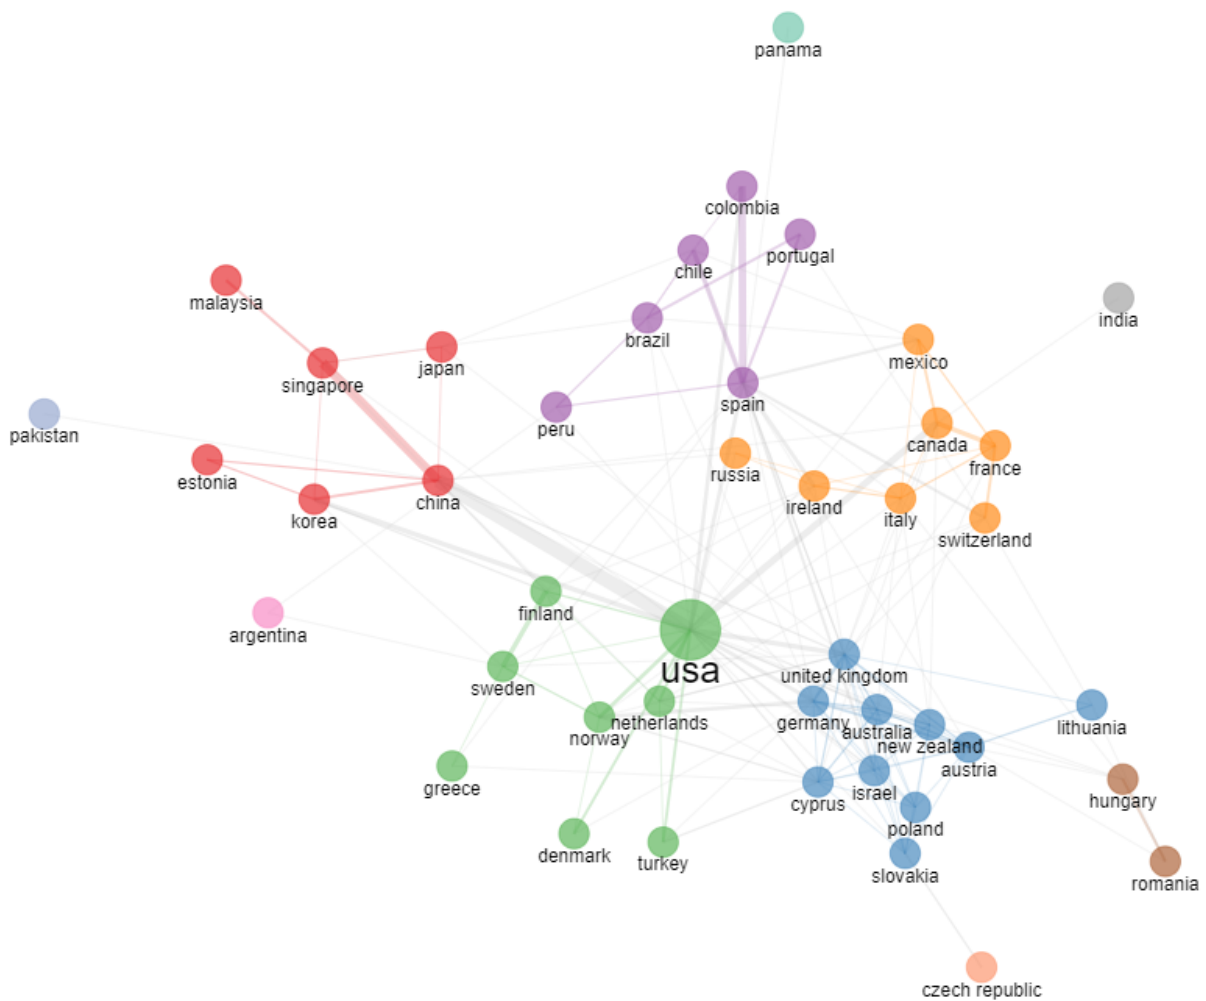 panama
colombia
portugal
chile
malaysia
india
brazil
mexico
japan
singapore
spain
peru
pakistan
canada
france
russia
estonia
china
ireland
italy
korea
switzerland
finland
argentina
usa
united kingdom
sweden
netherlands
germany
lithuania
australia
norway
new zealand
austria
greece
israel
hungary
cyprus
poland
denmark
turkey
slovakia
romania
czech republic